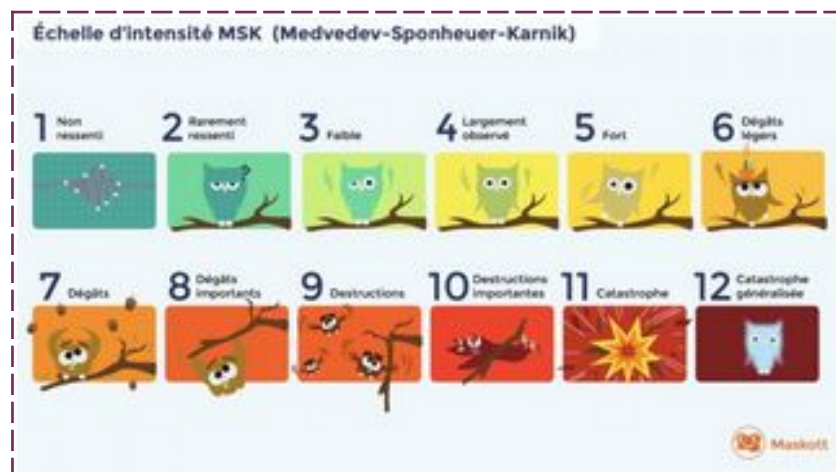 Échelle d'intensité MSK (Medvedev-Sponheuer-Karnik)
1 Non
ressenti
2 Rarement
ressenti
3 Faible
4 Largement
observé
5 Fort
6 Dégâts
légers
7 Dégâts
8 Dégâts
importants
9 Destructions
10 Destructions
importantes
11 Catastrophe
12 Catastrophe
généralisée
Maskott